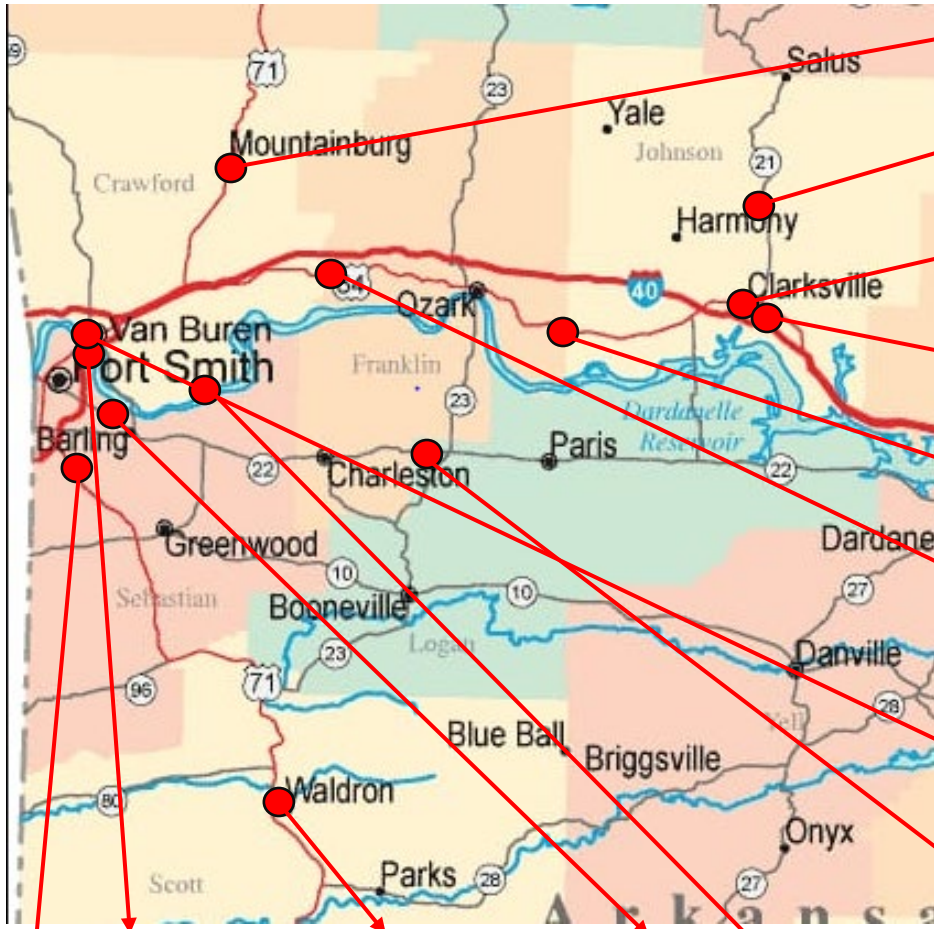 Salus
71
23
Yale
Mountainburg
Johnson
21
Crawford
Harmony
40
Clarksville
Ozark
Van Buren
Fort Smith
Franklin
23
Dardanelle
Reservoir
Barling
Paris
22
Charleston
22
Greenwood
Dardane
10
10
27
Sebastian
Booneville
Logan
23
Danville
71
96
28
Blue Ball
Yell
Briggsville
80
Waldron
Onyx
Parks
28
27
Scott
Arkansa